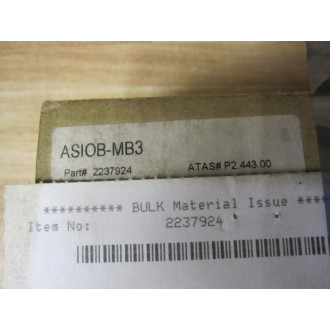 ASIOB-MB3
Part# 2237924 ATAS# P2.443.00
********** BULK Material Issue **********
Item No: 2237924